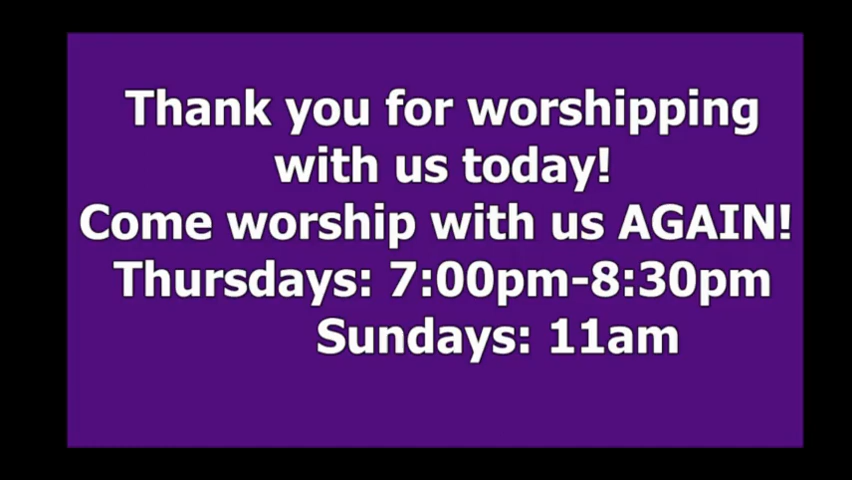 Thank you for worshipping
with us today!
Come worship with us AGAIN!
Thursdays: 7:00pm-8:30pm
Sundays: 11am